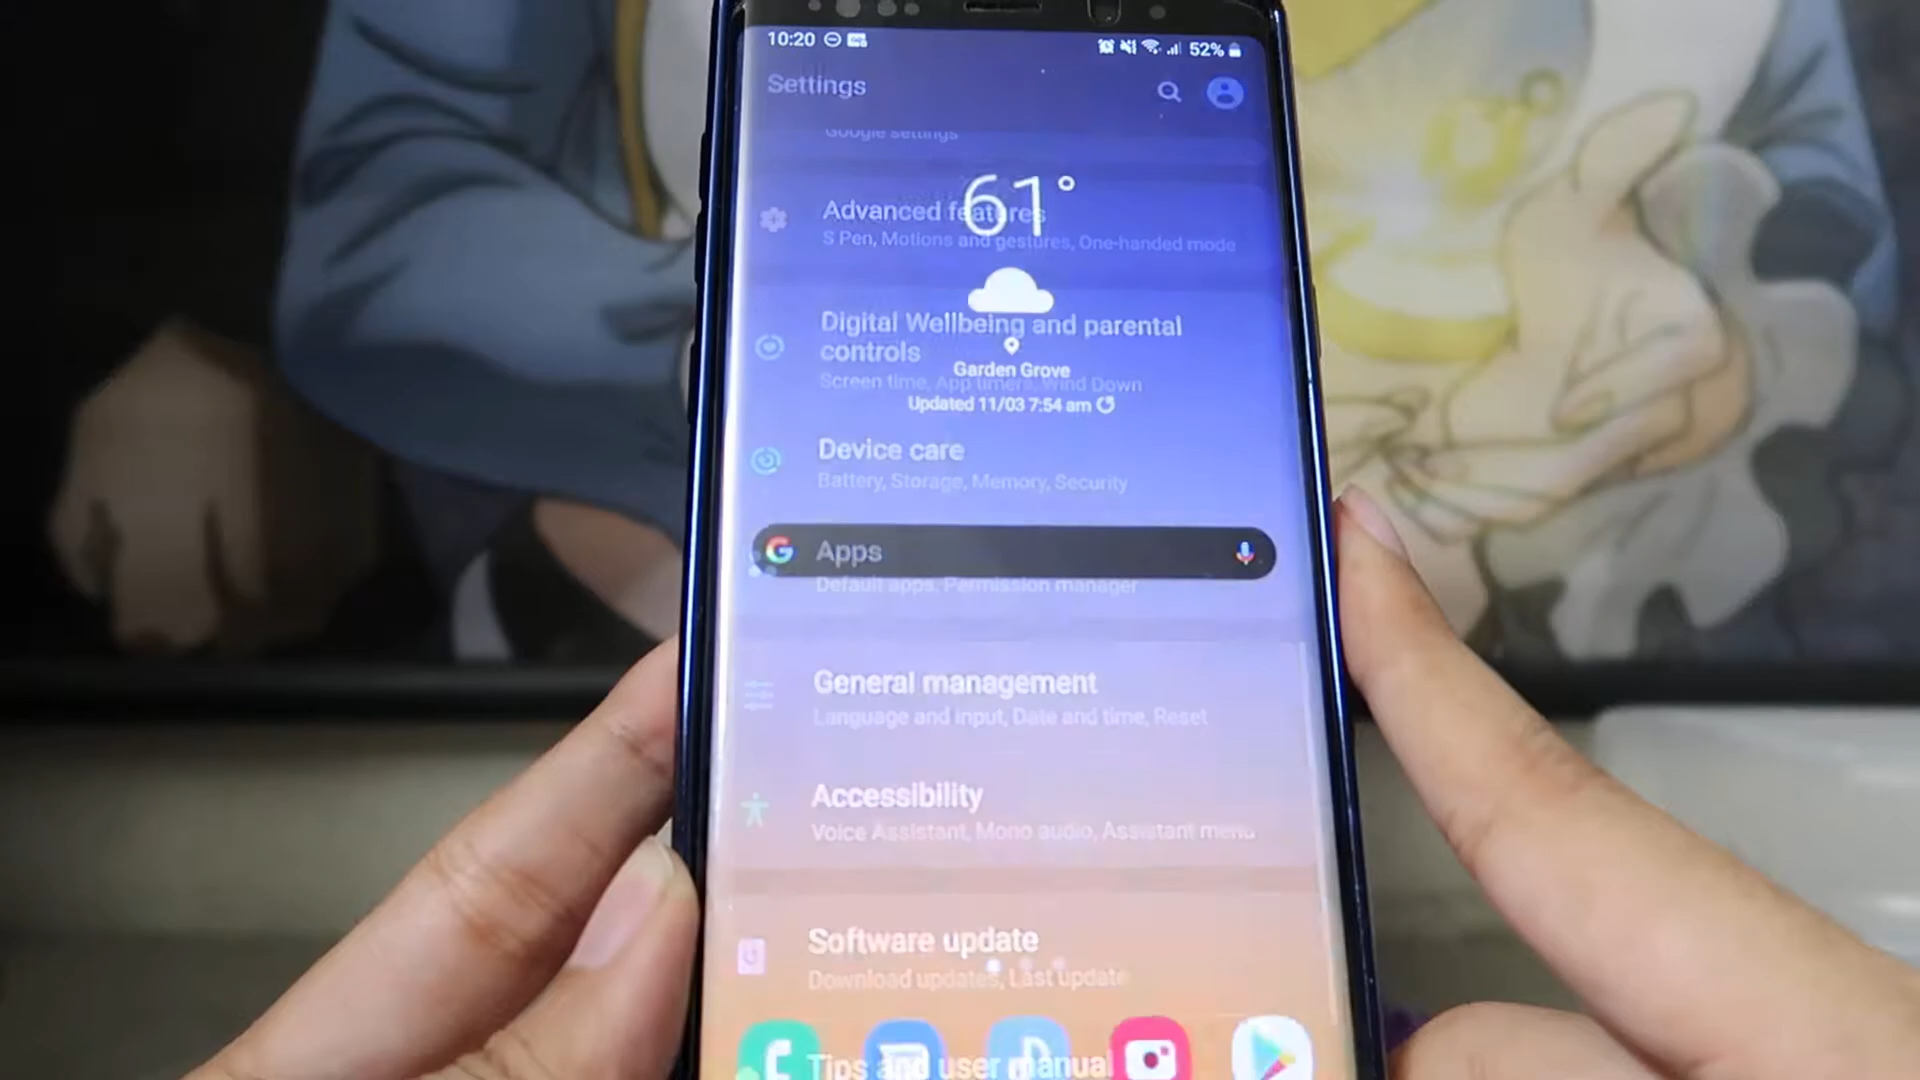 10:20
52%
Settings
Google settings
61°
Advanced features
S Pen, Motions and gestures, One-handed mode
Digital Wellbeing and parental
controls
Garden Grove
Screen time, App timers, Wind Down
Updated 11/03 7:54 am
Device care
Battery, Storage, Memory, Security
G Apps
Default apps, Permission manager
General management
Language and input, Date and time, Reset
Accessibility
Voice Assistant, Mono audio, Assistant menu
Software update
Download updates, Last update
Tips and user manual